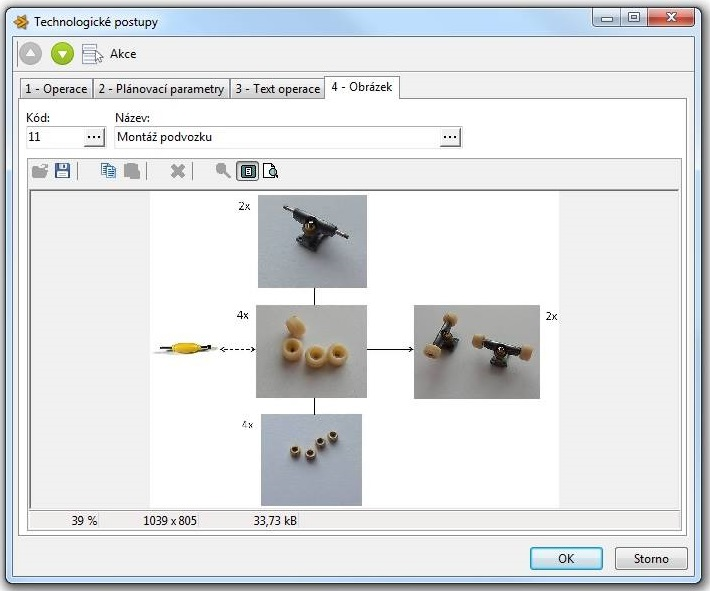 Technologické postupy
Akce
1 - Operace 2 - Plánovací parametry 3 - Text operace 4 - Obrázek
Kód: Název:
11 ... Montáž podvozku ...
2x
4x 2x
4x
39 % 1039 x 805 33,73 kB
OK Storno